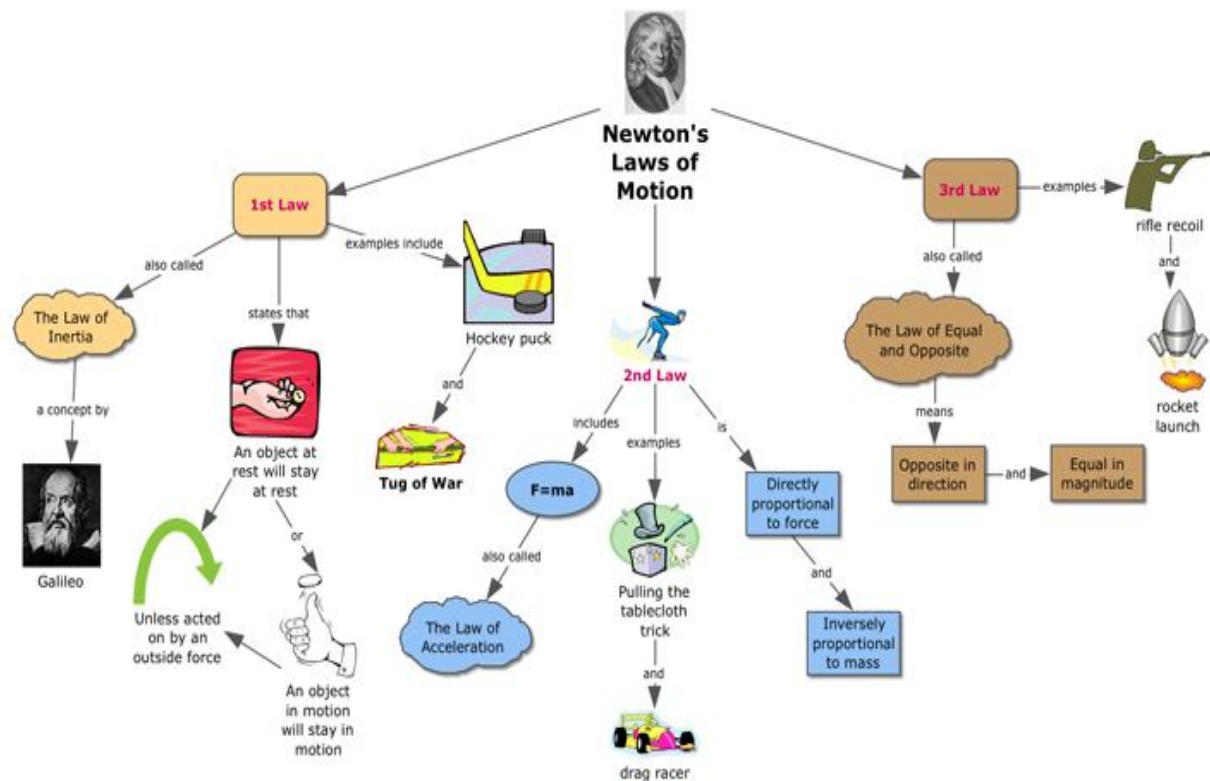 Newton's
Laws of
Motion
1st Law
also called
The Law of
Inertia
a concept by
Galileo
states that
An object at
rest will stay
at rest
or
An object
in motion
will stay in
motion
Unless acted
on by an
outside force
examples include
Hockey puck
and
Tug of War
2nd Law
includes
F=ma
also called
The Law of
Acceleration
examples
Pulling the
tablecloth
trick
and
drag racer
is
Directly
proportional
to force
and
Inversely
proportional
to mass
3rd Law
also called
The Law of Equal
and Opposite
means
Opposite in
direction
and
Equal in
magnitude
examples
rifle recoil
and
rocket
launch